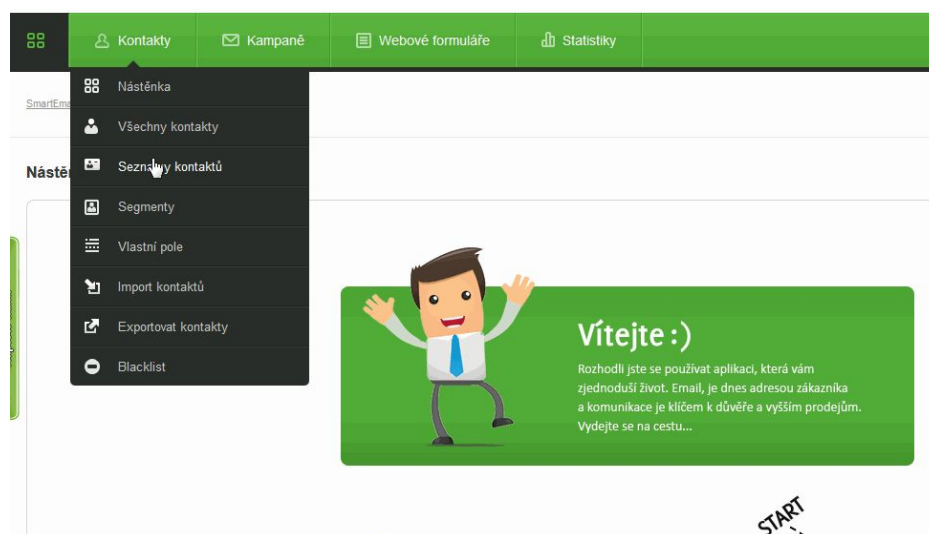 Kontakty
Kampaně
Webové formuláře
Statistiky
Nástěnka
SmartEma
Všechny kontakty
Nástě
Seznamy kontaktů
Segmenty
Vlastní pole
Import kontaktů
Exportovat kontakty
Blacklist
Vítejte :)
Rozhodli jste se používat aplikaci, která vám
zjednoduší život. Email, je dnes adresou zákazníka
a komunikace je klíčem k důvěře a vyšším prodejům.
Vydejte se na cestu...
START